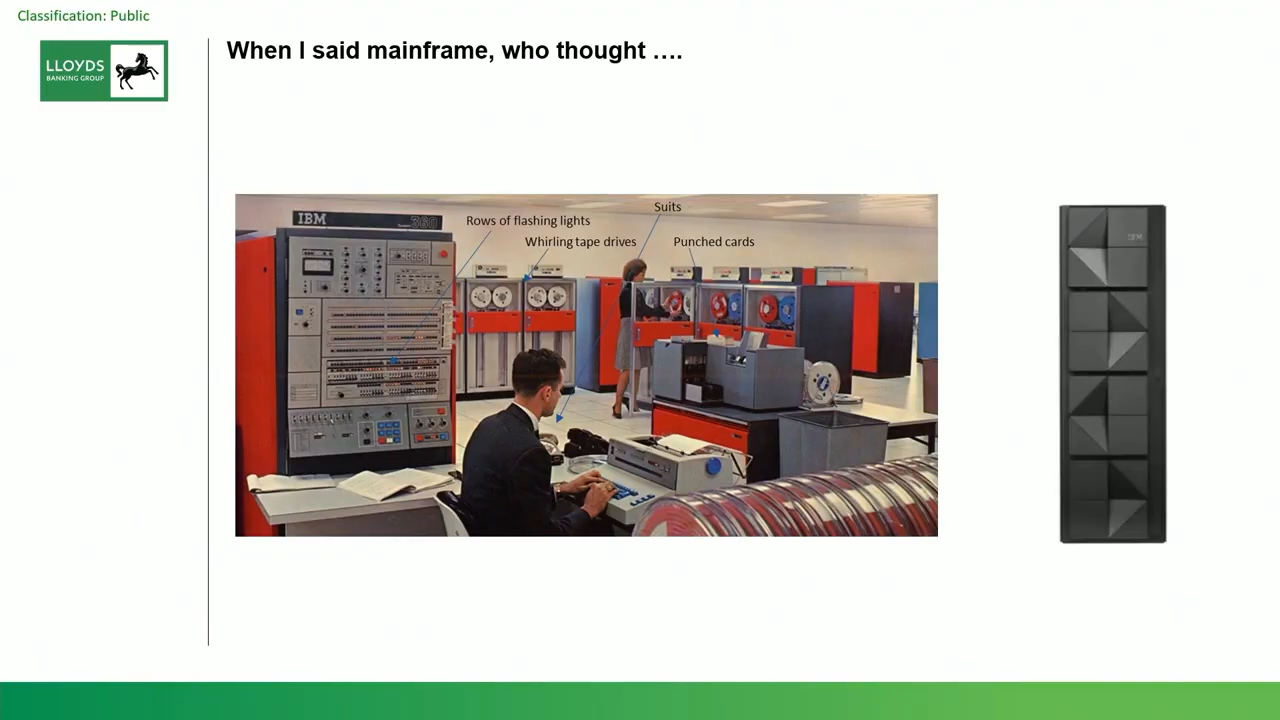 Classification: Public
LLOYDS
BANKING GROUP
When I said mainframe, who thought ….
Suits
Rows of flashing lights
Whirling tape drives
Punched cards
IBM
360
IBM